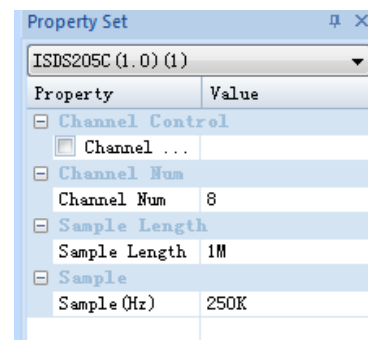 Property Set
ISDS205C(1.0)(1)
Property Value
Channel Control
Channel ...
Channel Num
Channel Num 8
Sample Length
Sample Length 1M
Sample
Sample(Hz) 250K